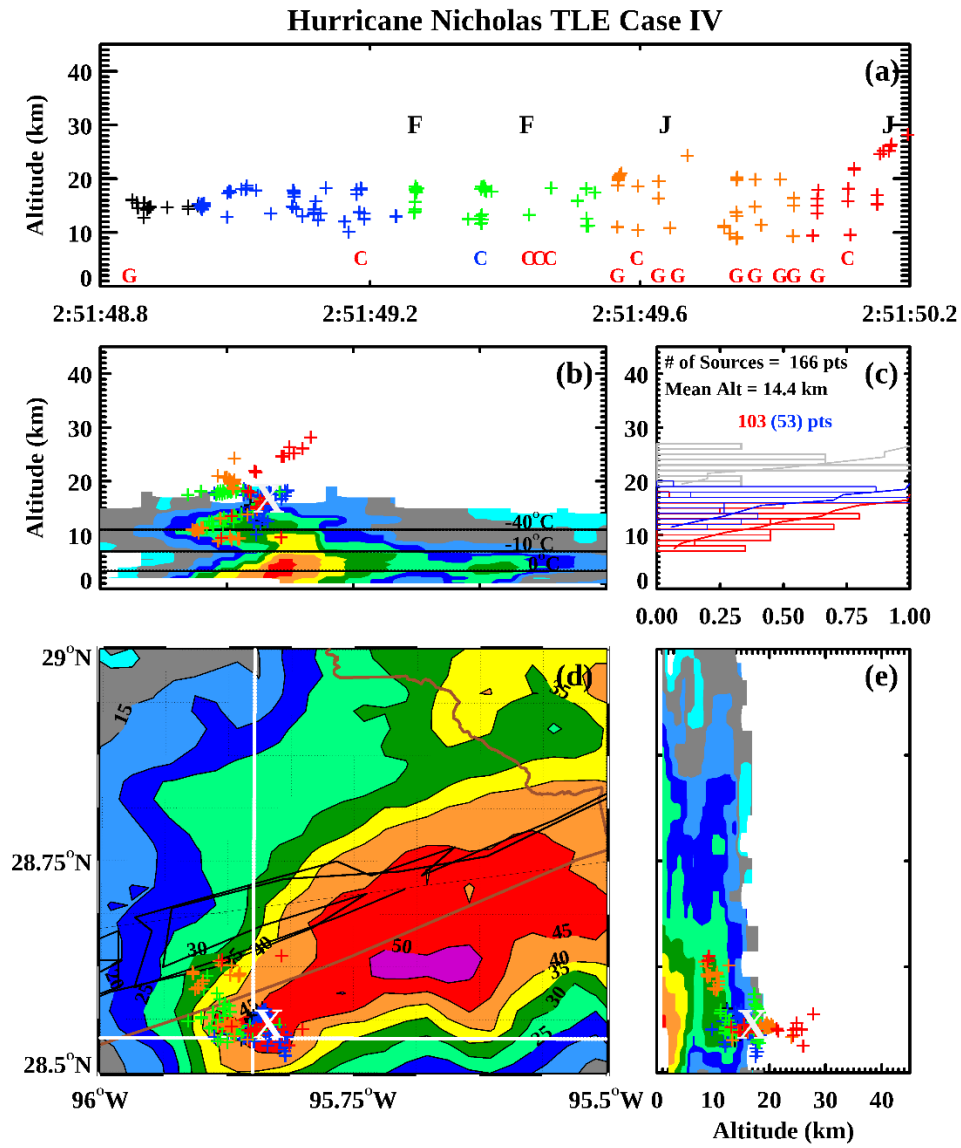 Hurricane Nicholas TLE Case IV
(a)
Altitude (km)
40
30
20
10
0
F F J J
C C CCC C C
G G G G G G G G G
2:51:48.8 2:51:49.2 2:51:49.6 2:51:50.2
(b)
Altitude (km)
40
30
20
10
0
X
-40°C
-10°C
0°C
(c)
# of Sources = 166 pts
Mean Alt = 14.4 km
103 (53) pts
40
30
20
10
0
0.00 0.25 0.50 0.75 1.00
(d)
29°N
28.75°N
28.5°N
15
35
30
35
40
45
50
45
40
35
30
25
25
X
96°W 95.75°W 95.5°W
(e)
X
0 10 20 30 40
Altitude (km)